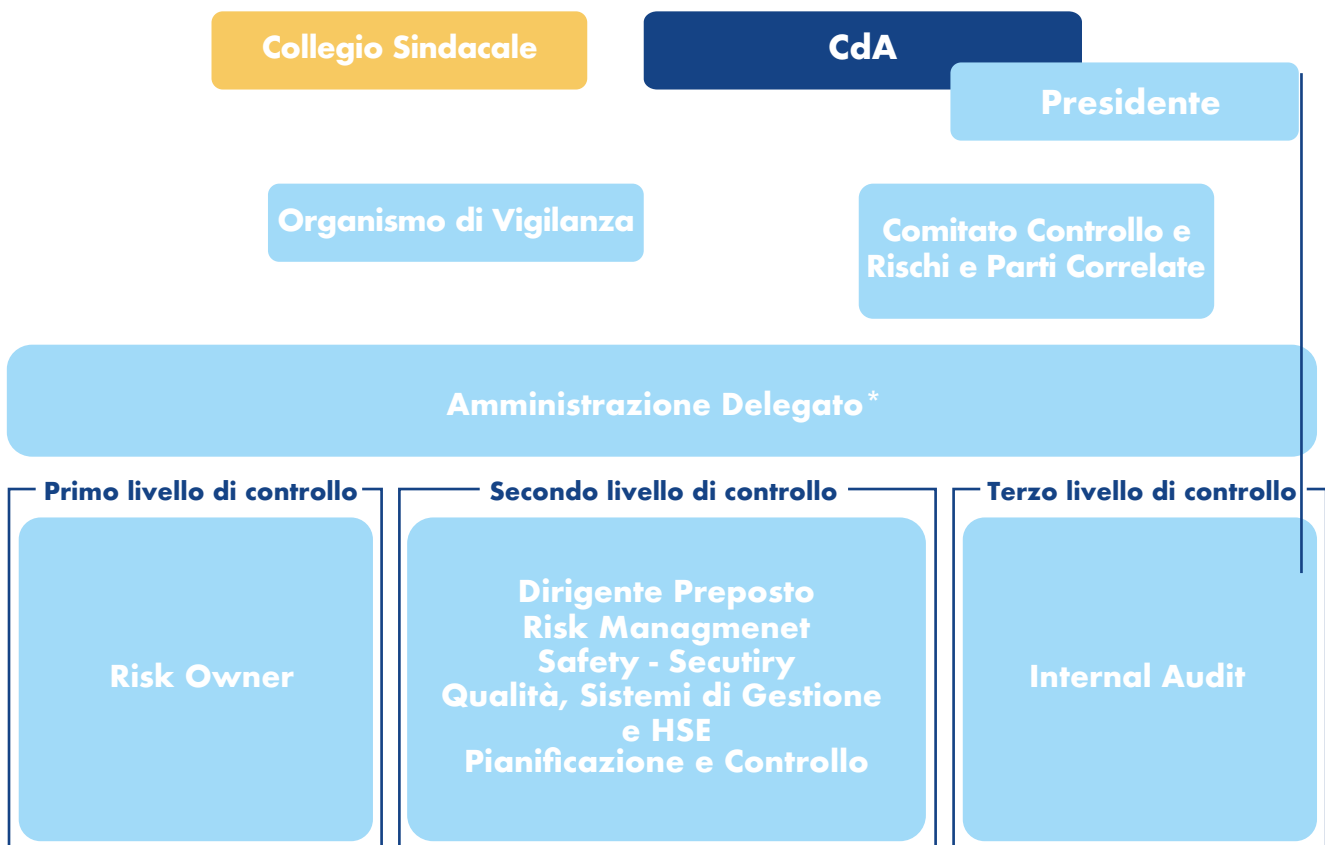 Collegio Sindacale
CdA
Presidente
Organismo di Vigilanza
Comitato Controllo e
Rischi e Parti Correlate
Amministrazione Delegato*
Primo livello di controllo
Secondo livello di controllo
Terzo livello di controllo
Risk Owner
Dirigente Preposto
Risk Managmenet
Safety - Secutiry
Qualità, Sistemi di Gestione
e HSE
Pianificazione e Controllo
Internal Audit